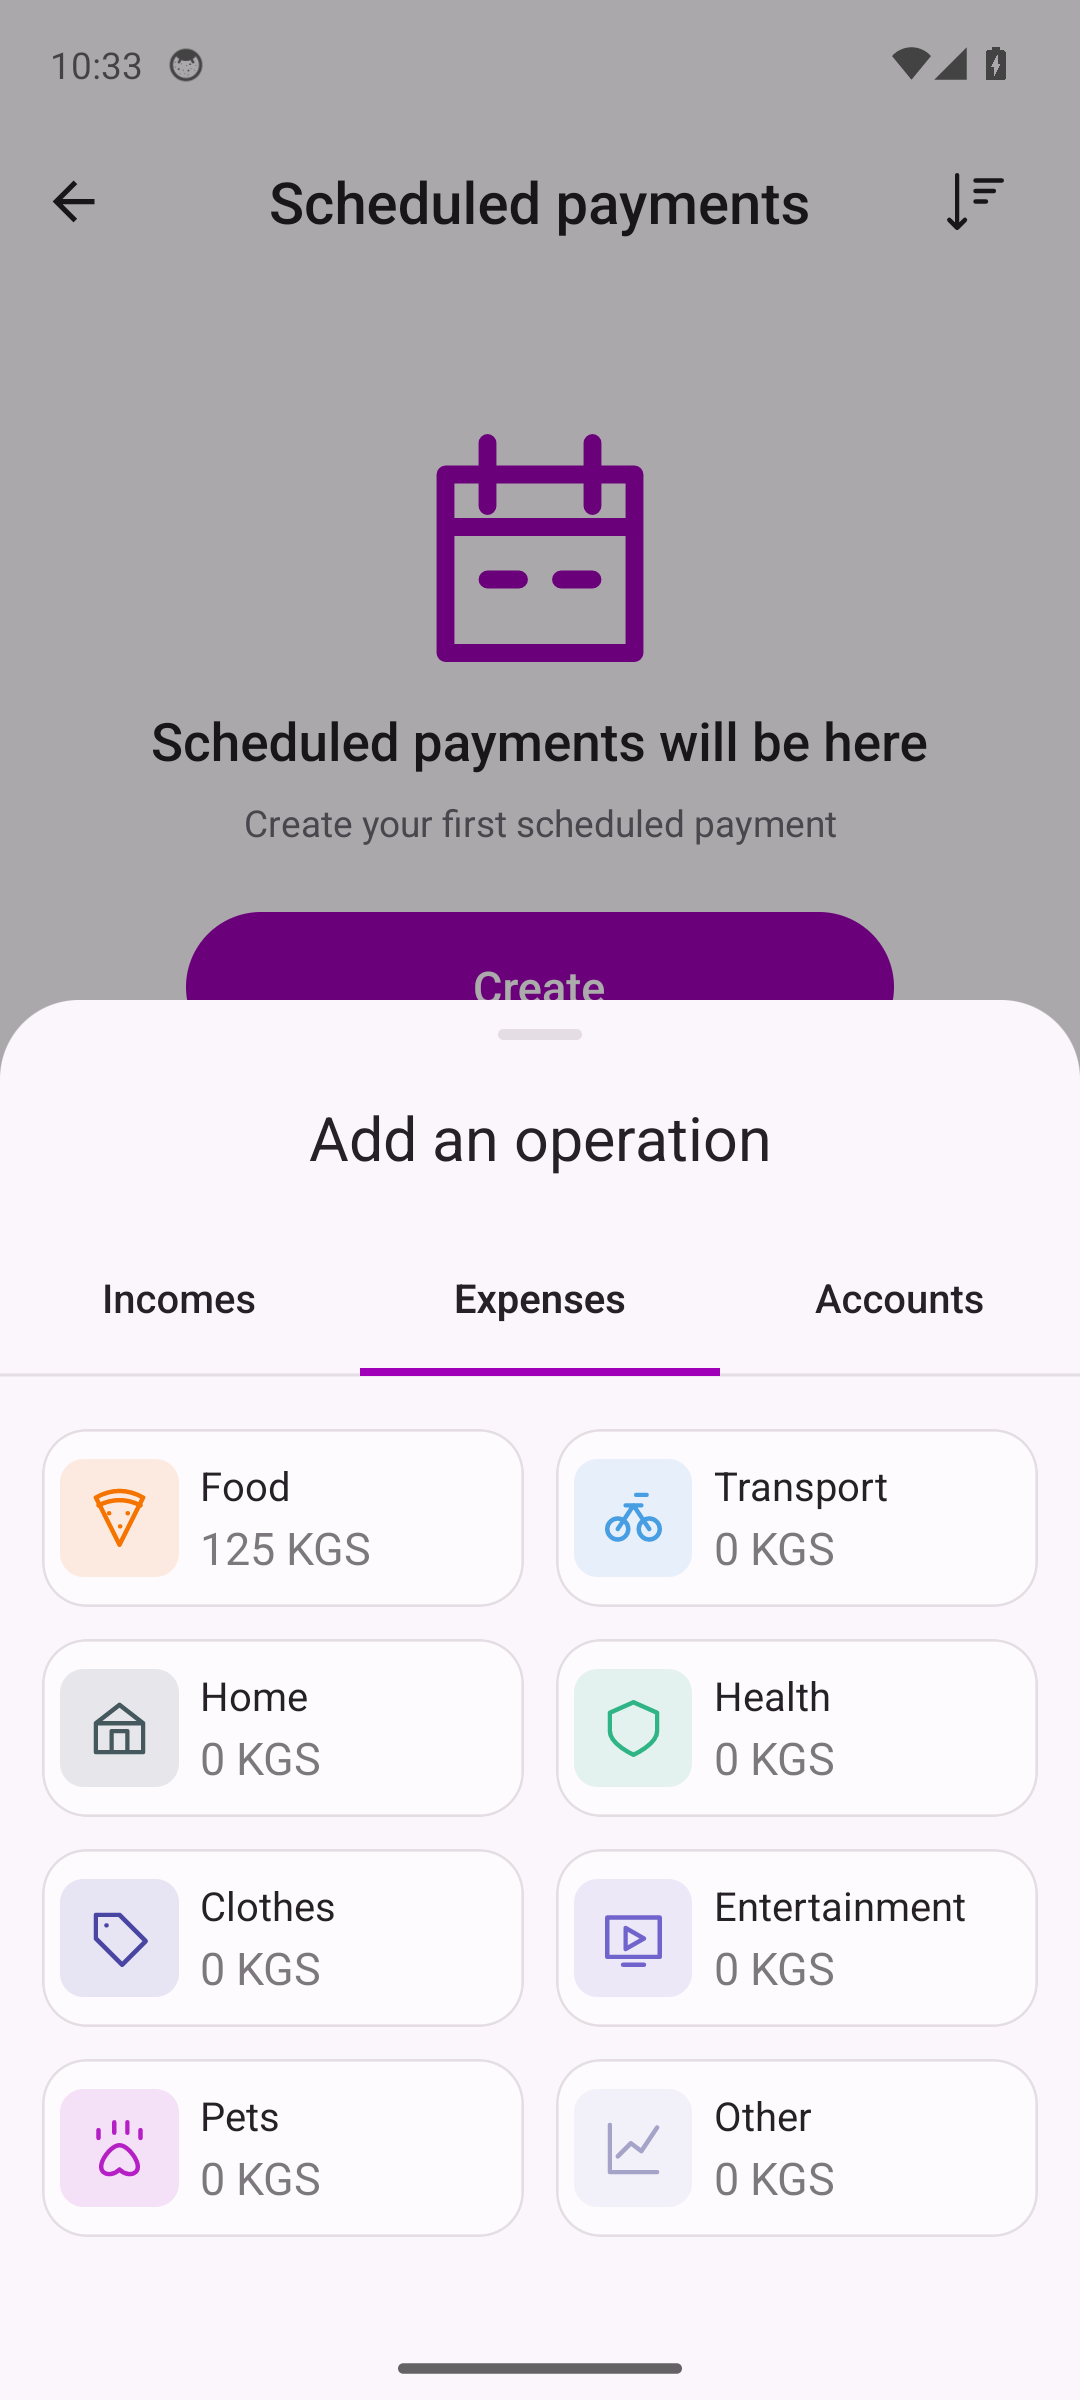 10:33
Scheduled payments
Scheduled payments will be here
Create your first scheduled payment
Create
Add an operation
Incomes
Expenses
Accounts
Food
125 KGS
Transport
0 KGS
Home
0 KGS
Health
0 KGS
Clothes
0 KGS
Entertainment
0 KGS
Pets
0 KGS
Other
0 KGS